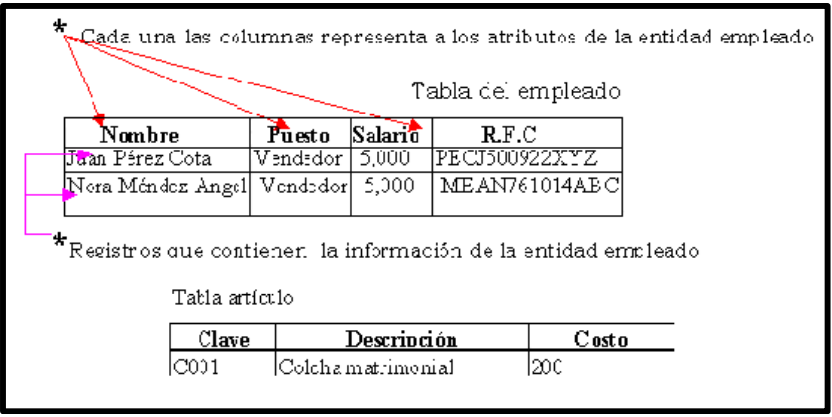 * Cada una las columnas representa a los atributos de la entidad empleado
Tabla del empleado
Nombre Puesto Salario R.F.C
Juan Pérez Cota Vendedor 5,000 PECJ500922XYZ
Nora Méndez Angel Vendedor 5,000 MEAN761014ABC
*Registros que contienen la información de la entidad empleado
Tabla artículo
Clave Descripción Costo
C001 Colcha matrimonial 200